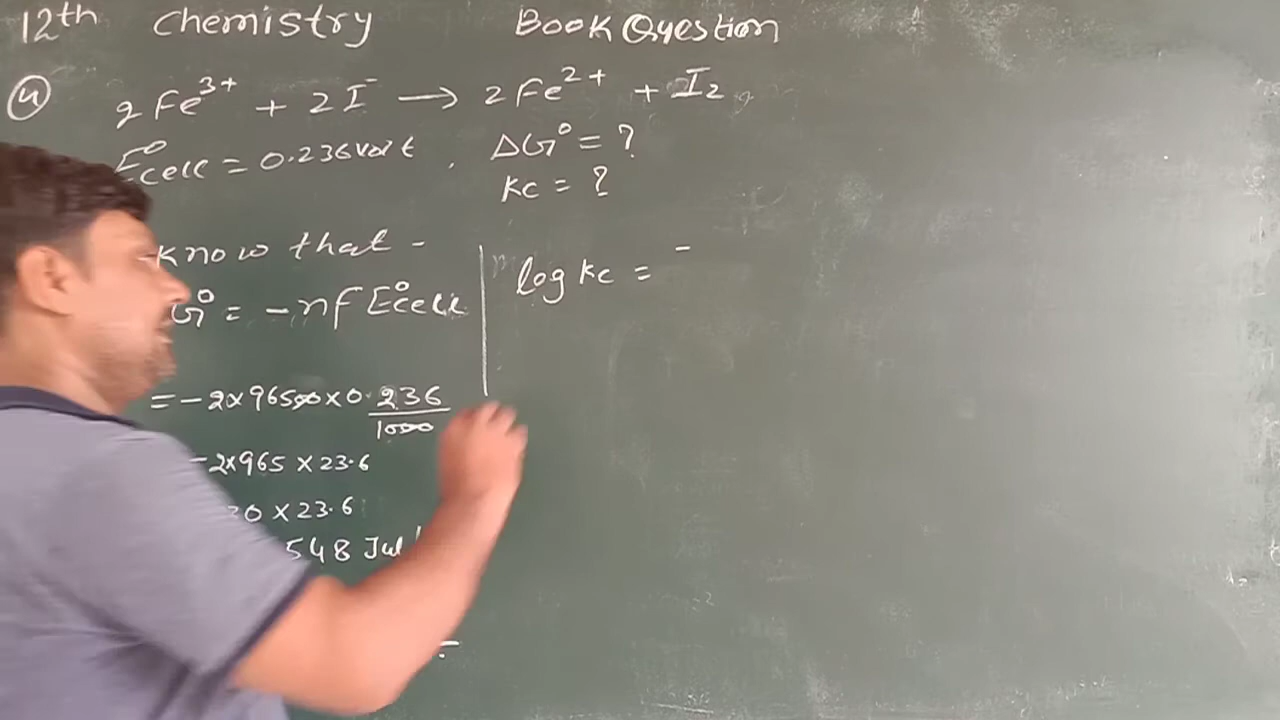 12th Chemistry Book Question
④ 2Fe³⁺ + 2I⁻ → 2Fe²⁺ + I₂
E°cell = 0.236 volt , ΔG° = ?
Kc = ?
know that -
G° = -nf E°cell
log Kc = -
= -2×96500×0.236/1000
-2×965 ×23.6
30 ×23.6
548 Jul